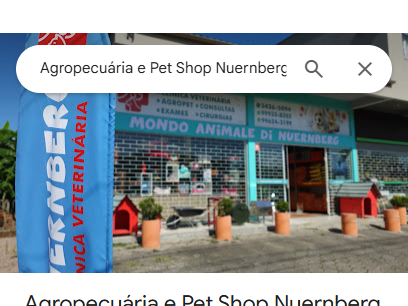 Agropecuária e Pet Shop Nuernberg
CLÍNICA VETERINÁRIA
•AGROPET •CONSULTAS
•EXAMES •CIRURGIAS
MONDO ANIMALE Di NUERNBERG
ERNBERG
NICA VETERINÁRIA
Agropecuária e Pet Shop Nuernberg